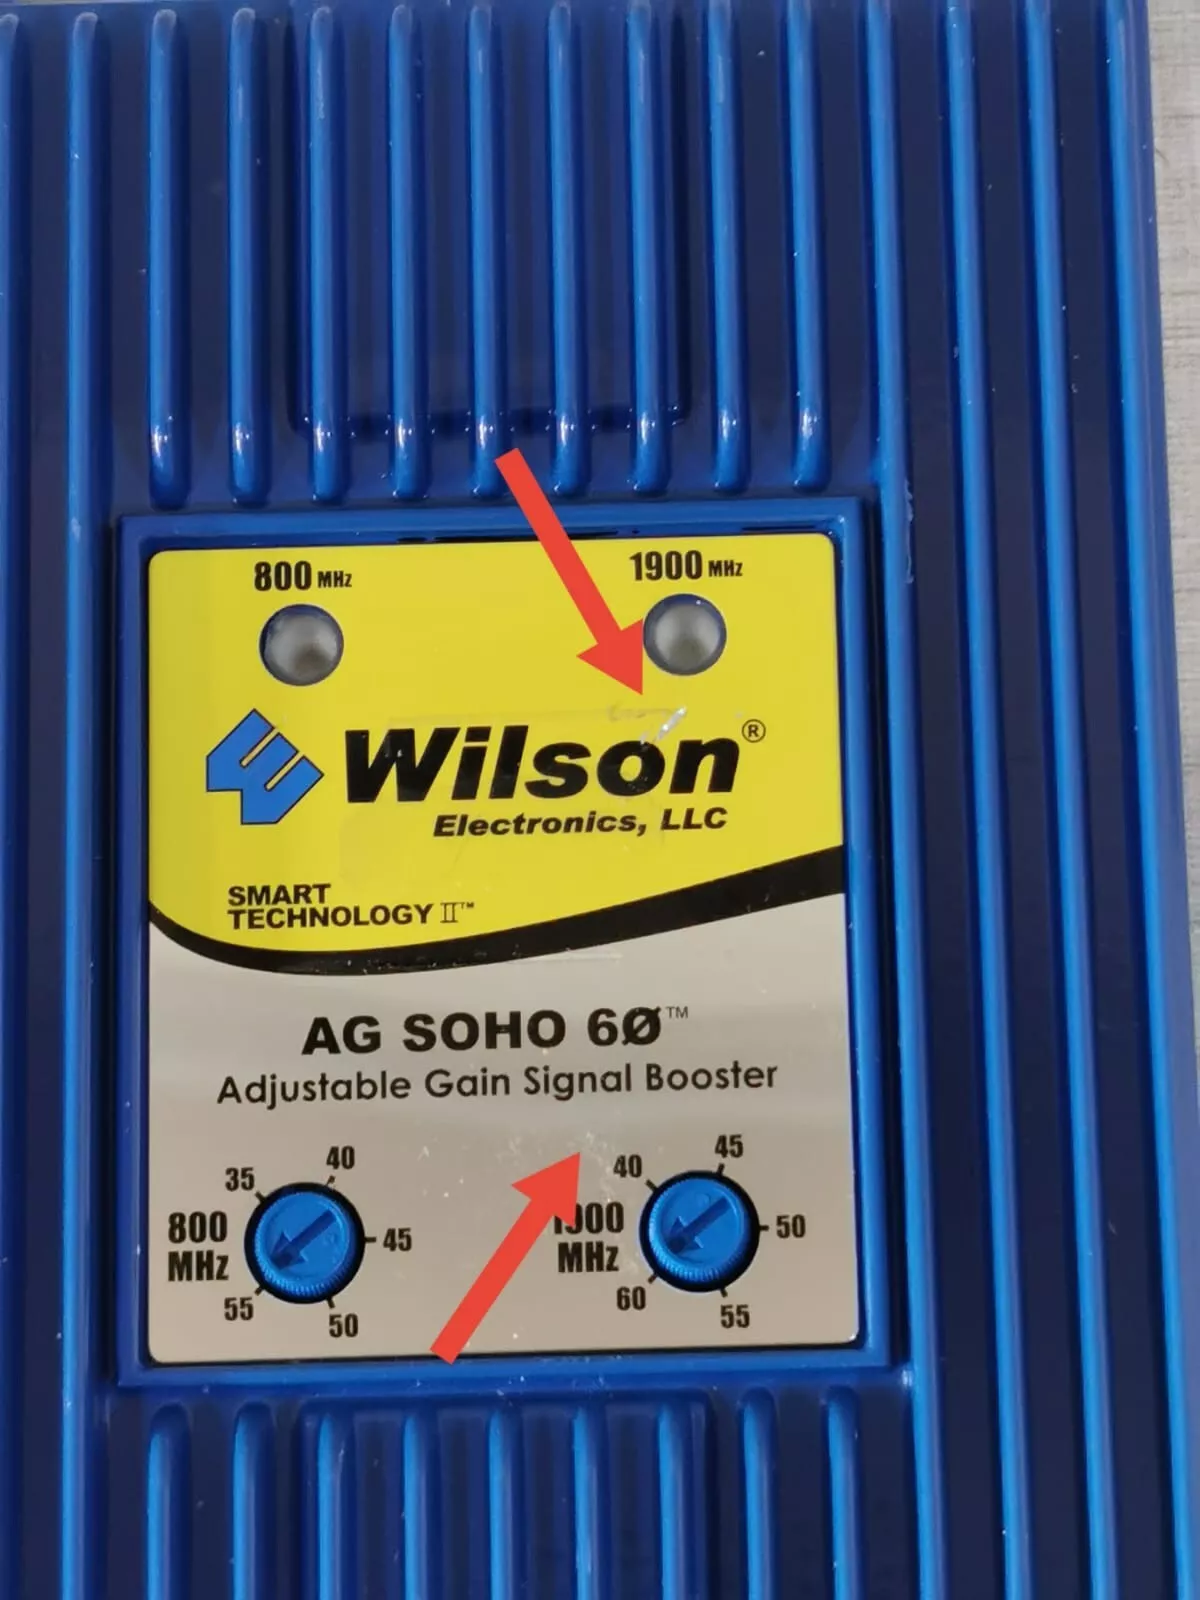 800 MHz
1900 MHz
Wilson®
Electronics, LLC
SMART
TECHNOLOGY II™
AG SOHO 6Ø™
Adjustable Gain Signal Booster
35
40
45
50
55
800
MHz
40
45
50
55
60
1900
MHz